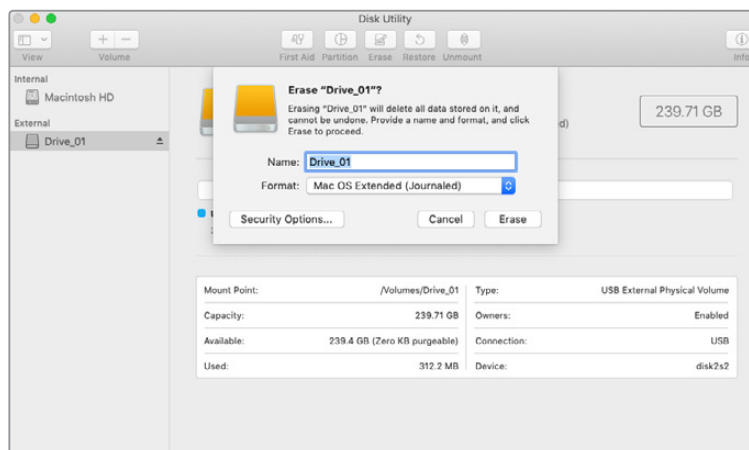 Disk Utility
View
Volume
First Aid
Partition
Erase
Restore
Unmount
Info
Internal
Macintosh HD
External
Drive_01
Erase “Drive_01”?
Erasing “Drive_01” will delete all data stored on it, and
cannot be undone. Provide a name and format, and click
Erase to proceed.
Name: Drive_01
Format: Mac OS Extended (Journaled)
Security Options...
Cancel
Erase
239.71 GB
Mount Point: /Volumes/Drive_01
Type: USB External Physical Volume
Capacity: 239.71 GB
Owners: Enabled
Available: 239.4 GB (Zero KB purgeable)
Connection: USB
Used: 312.2 MB
Device: disk2s2